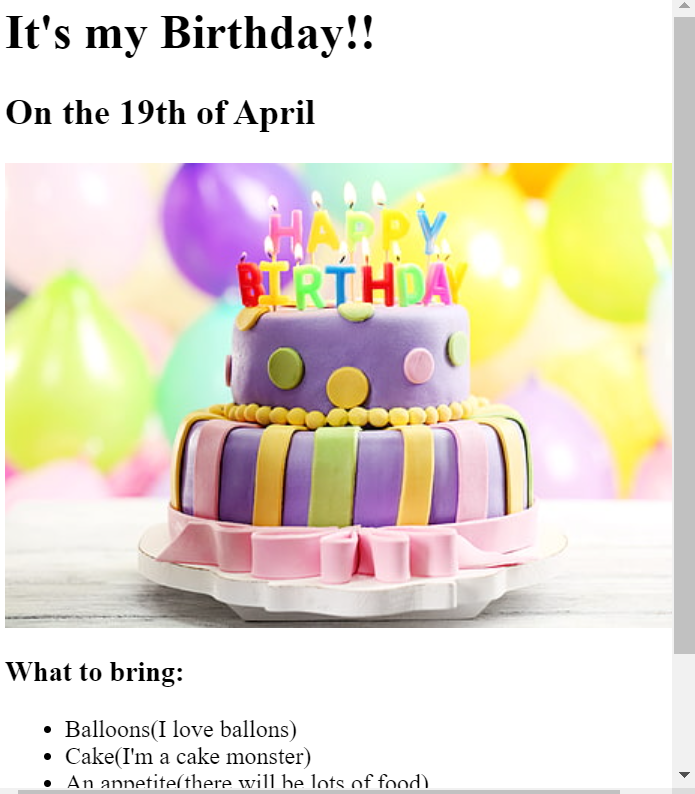 It's my Birthday!!
On the 19th of April
HAPPY
BIRTHDAY
What to bring:
Balloons(I love ballons)
Cake(I'm a cake monster)
An appetite(there will be lots of food)